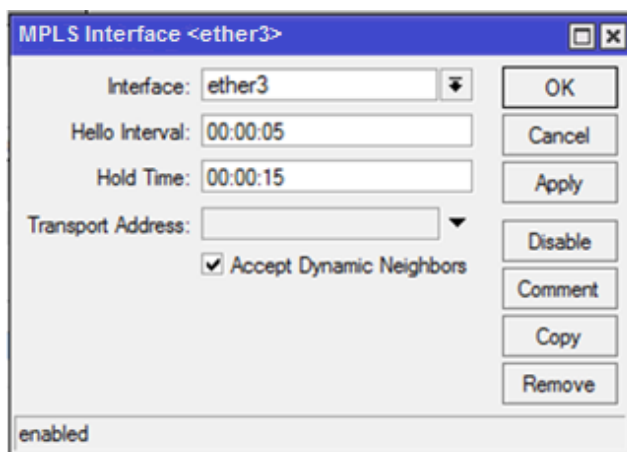 MPLS Interface <ether3>
Interface: ether3
OK
Hello Interval: 00:00:05
Cancel
Hold Time: 00:00:15
Apply
Transport Address:
Disable
Accept Dynamic Neighbors
Comment
Copy
Remove
enabled